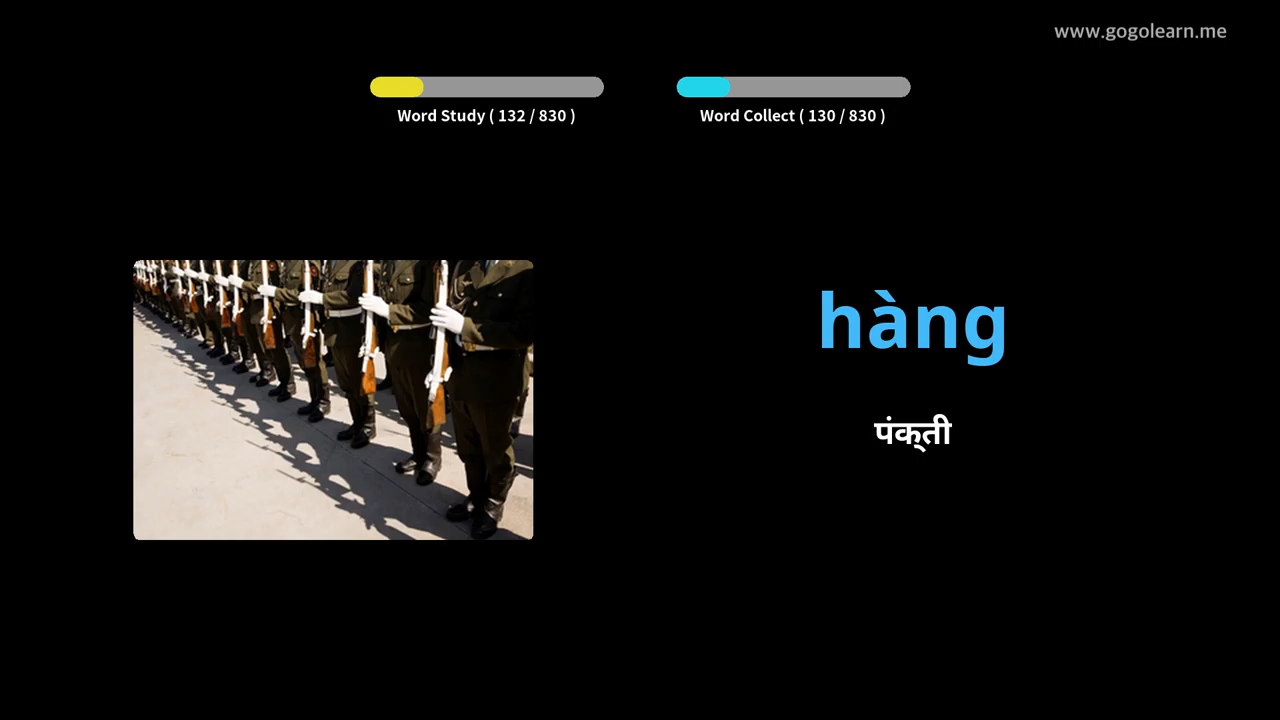 www.gogolearn.me
Word Study ( 132 / 830 )
Word Collect ( 130 / 830 )
hàng
पंक्ती